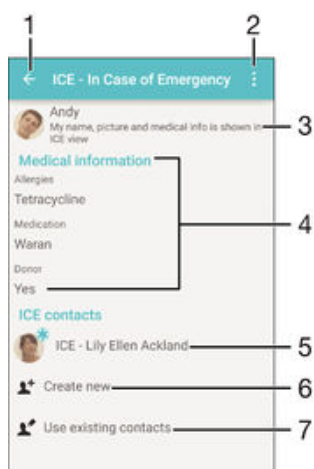 1
2
ICE - In Case of Emergency
Andy
My name, picture and medical info is shown in
ICE view
3
Medical information
Allergies
Tetracycline
Medication
Waran
4
Donor
Yes
ICE contacts
ICE - Lily Ellen Ackland
5
Create new
6
Use existing contacts
7